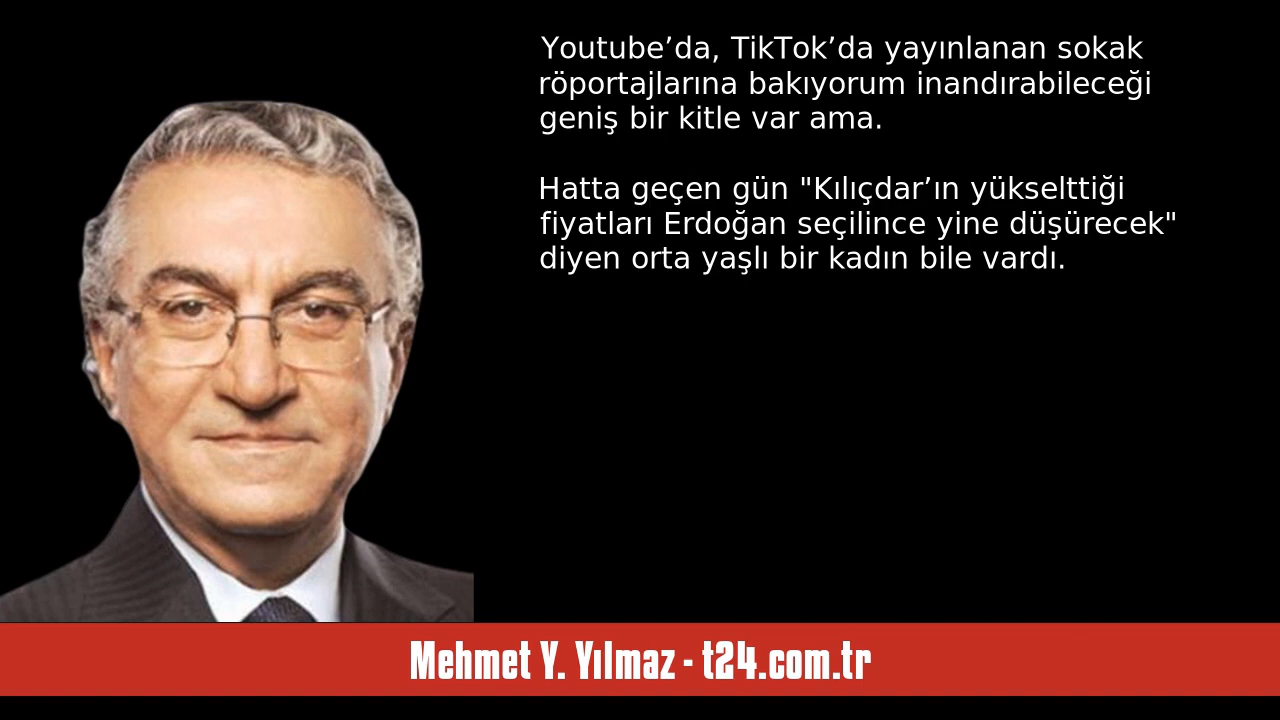 Youtube’da, TikTok’da yayınlanan sokak
röportajlarına bakıyorum inandırabileceği
geniş bir kitle var ama.
Hatta geçen gün "Kılıçdar’ın yükselttiği
fiyatları Erdoğan seçilince yine düşürecek"
diyen orta yaşlı bir kadın bile vardı.
Mehmet Y. Yılmaz - t24.com.tr